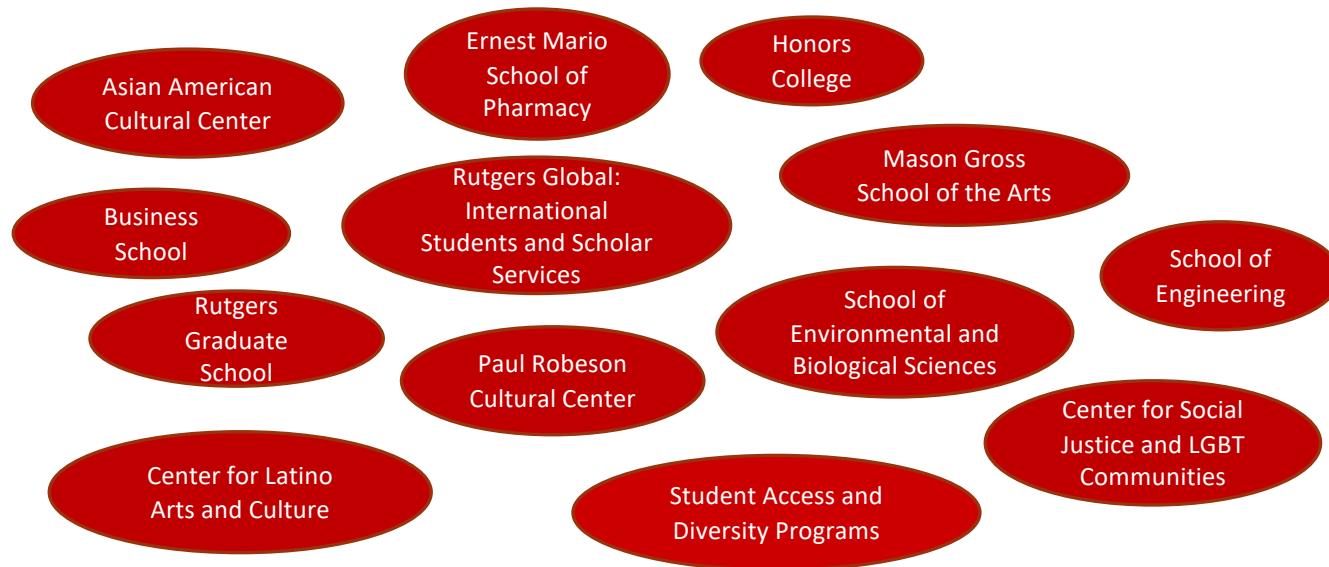 Ernest Mario
School of
Pharmacy
Honors
College
Asian American
Cultural Center
Mason Gross
School of the Arts
Rutgers Global:
International
Students and Scholar
Services
Business
School
School of
Engineering
School of
Environmental and
Biological Sciences
Rutgers
Graduate
School
Paul Robeson
Cultural Center
Center for Social
Justice and LGBT
Communities
Center for Latino
Arts and Culture
Student Access and
Diversity Programs